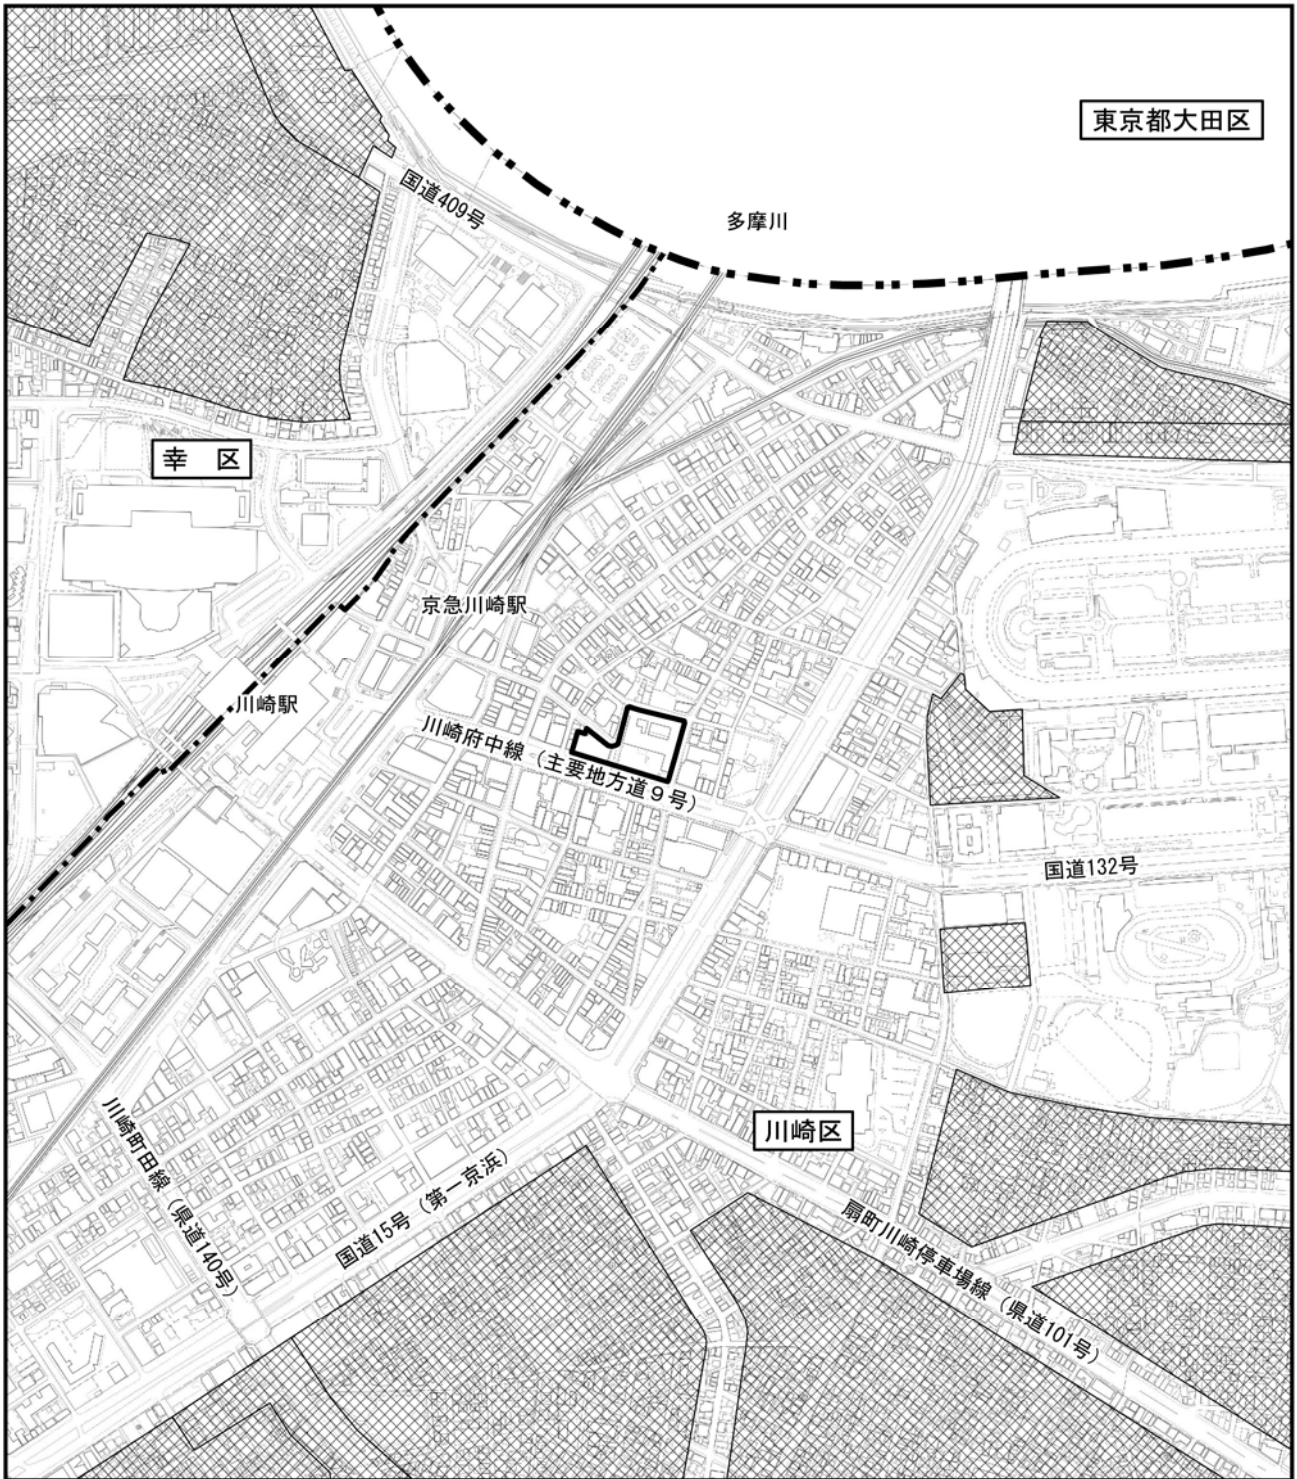 東京都大田区
国道409号
多摩川
幸 区
京急川崎駅
川崎駅
川崎府中線（主要地方道９号）
国道132号
川崎区
川崎町田線（県道140号）
国道15号（第一京浜）
扇町川崎停車場線（県道101号）